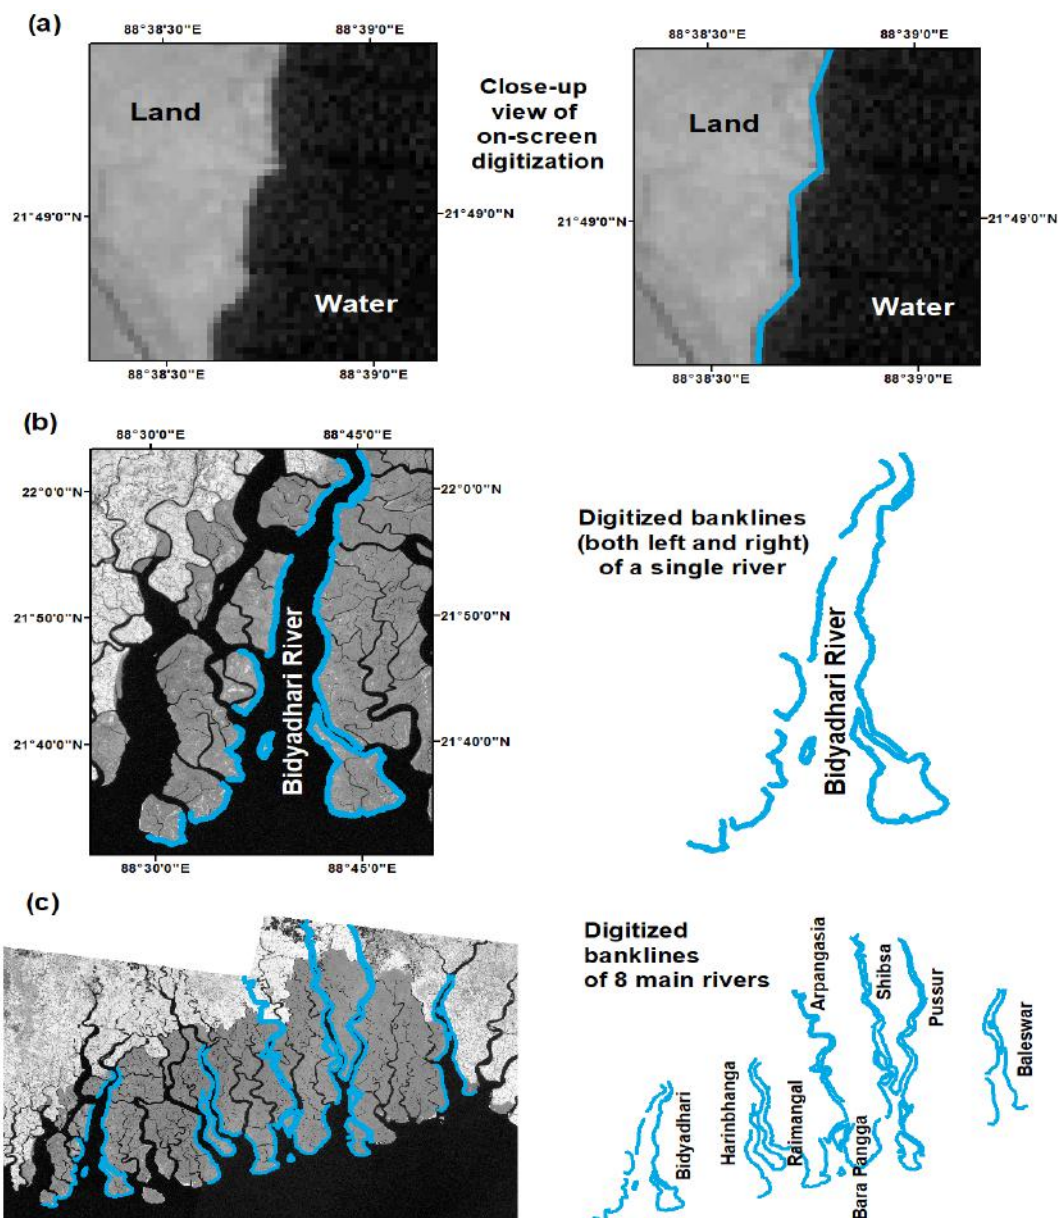 (a)
88°38'30"E
88°39'0"E
88°38'30"E
88°39'0"E
Land
Close-up
view of
on-screen
digitization
Land
21°49'0"N
21°49'0"N
21°49'0"N
21°49'0"N
Water
Water
88°38'30"E
88°39'0"E
88°38'30"E
88°39'0"E
(b)
88°30'0"E
88°45'0"E
22°0'0"N
22°0'0"N
Digitized banklines
(both left and right)
of a single river
21°50'0"N
21°50'0"N
Bidyadhari River
Bidyadhari River
21°40'0"N
21°40'0"N
88°30'0"E
88°45'0"E
(c)
Digitized
banklines
of 8 main rivers
Arpangasia
Shibsa
Pussur
Baleswar
Bidyadhari
Harinbhanga
Raimangal
Bara Pangga